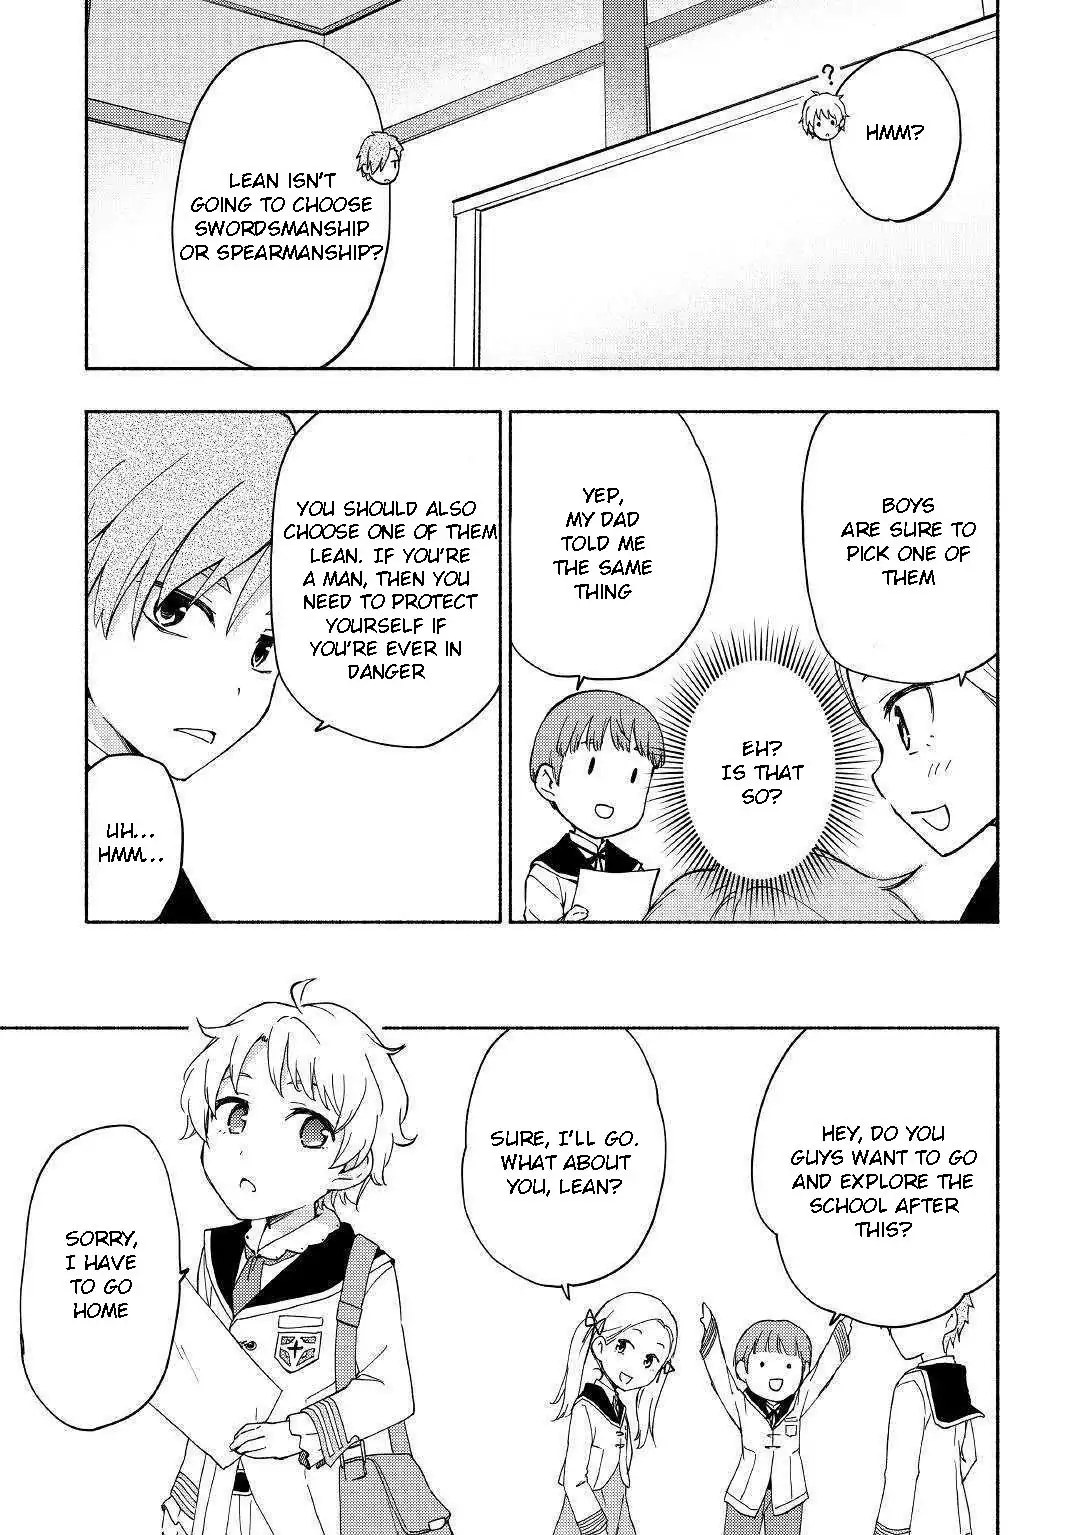 ?
HMM?
LEAN ISN'T
GOING TO CHOOSE
SWORDSMANSHIP
OR SPEARMANSHIP?
BOYS
ARE SURE TO
PICK ONE OF
THEM
YEP,
MY DAD
TOLD ME
THE SAME
THING
EH?
IS THAT
SO?
YOU SHOULD ALSO
CHOOSE ONE OF THEM
LEAN. IF YOU'RE
A MAN, THEN YOU
NEED TO PROTECT
YOURSELF IF
YOU'RE EVER IN
DANGER
UH...
HMM...
HEY, DO YOU
GUYS WANT TO GO
AND EXPLORE THE
SCHOOL AFTER
THIS?
SURE, I'LL GO.
WHAT ABOUT
YOU, LEAN?
SORRY,
I HAVE
TO GO
HOME